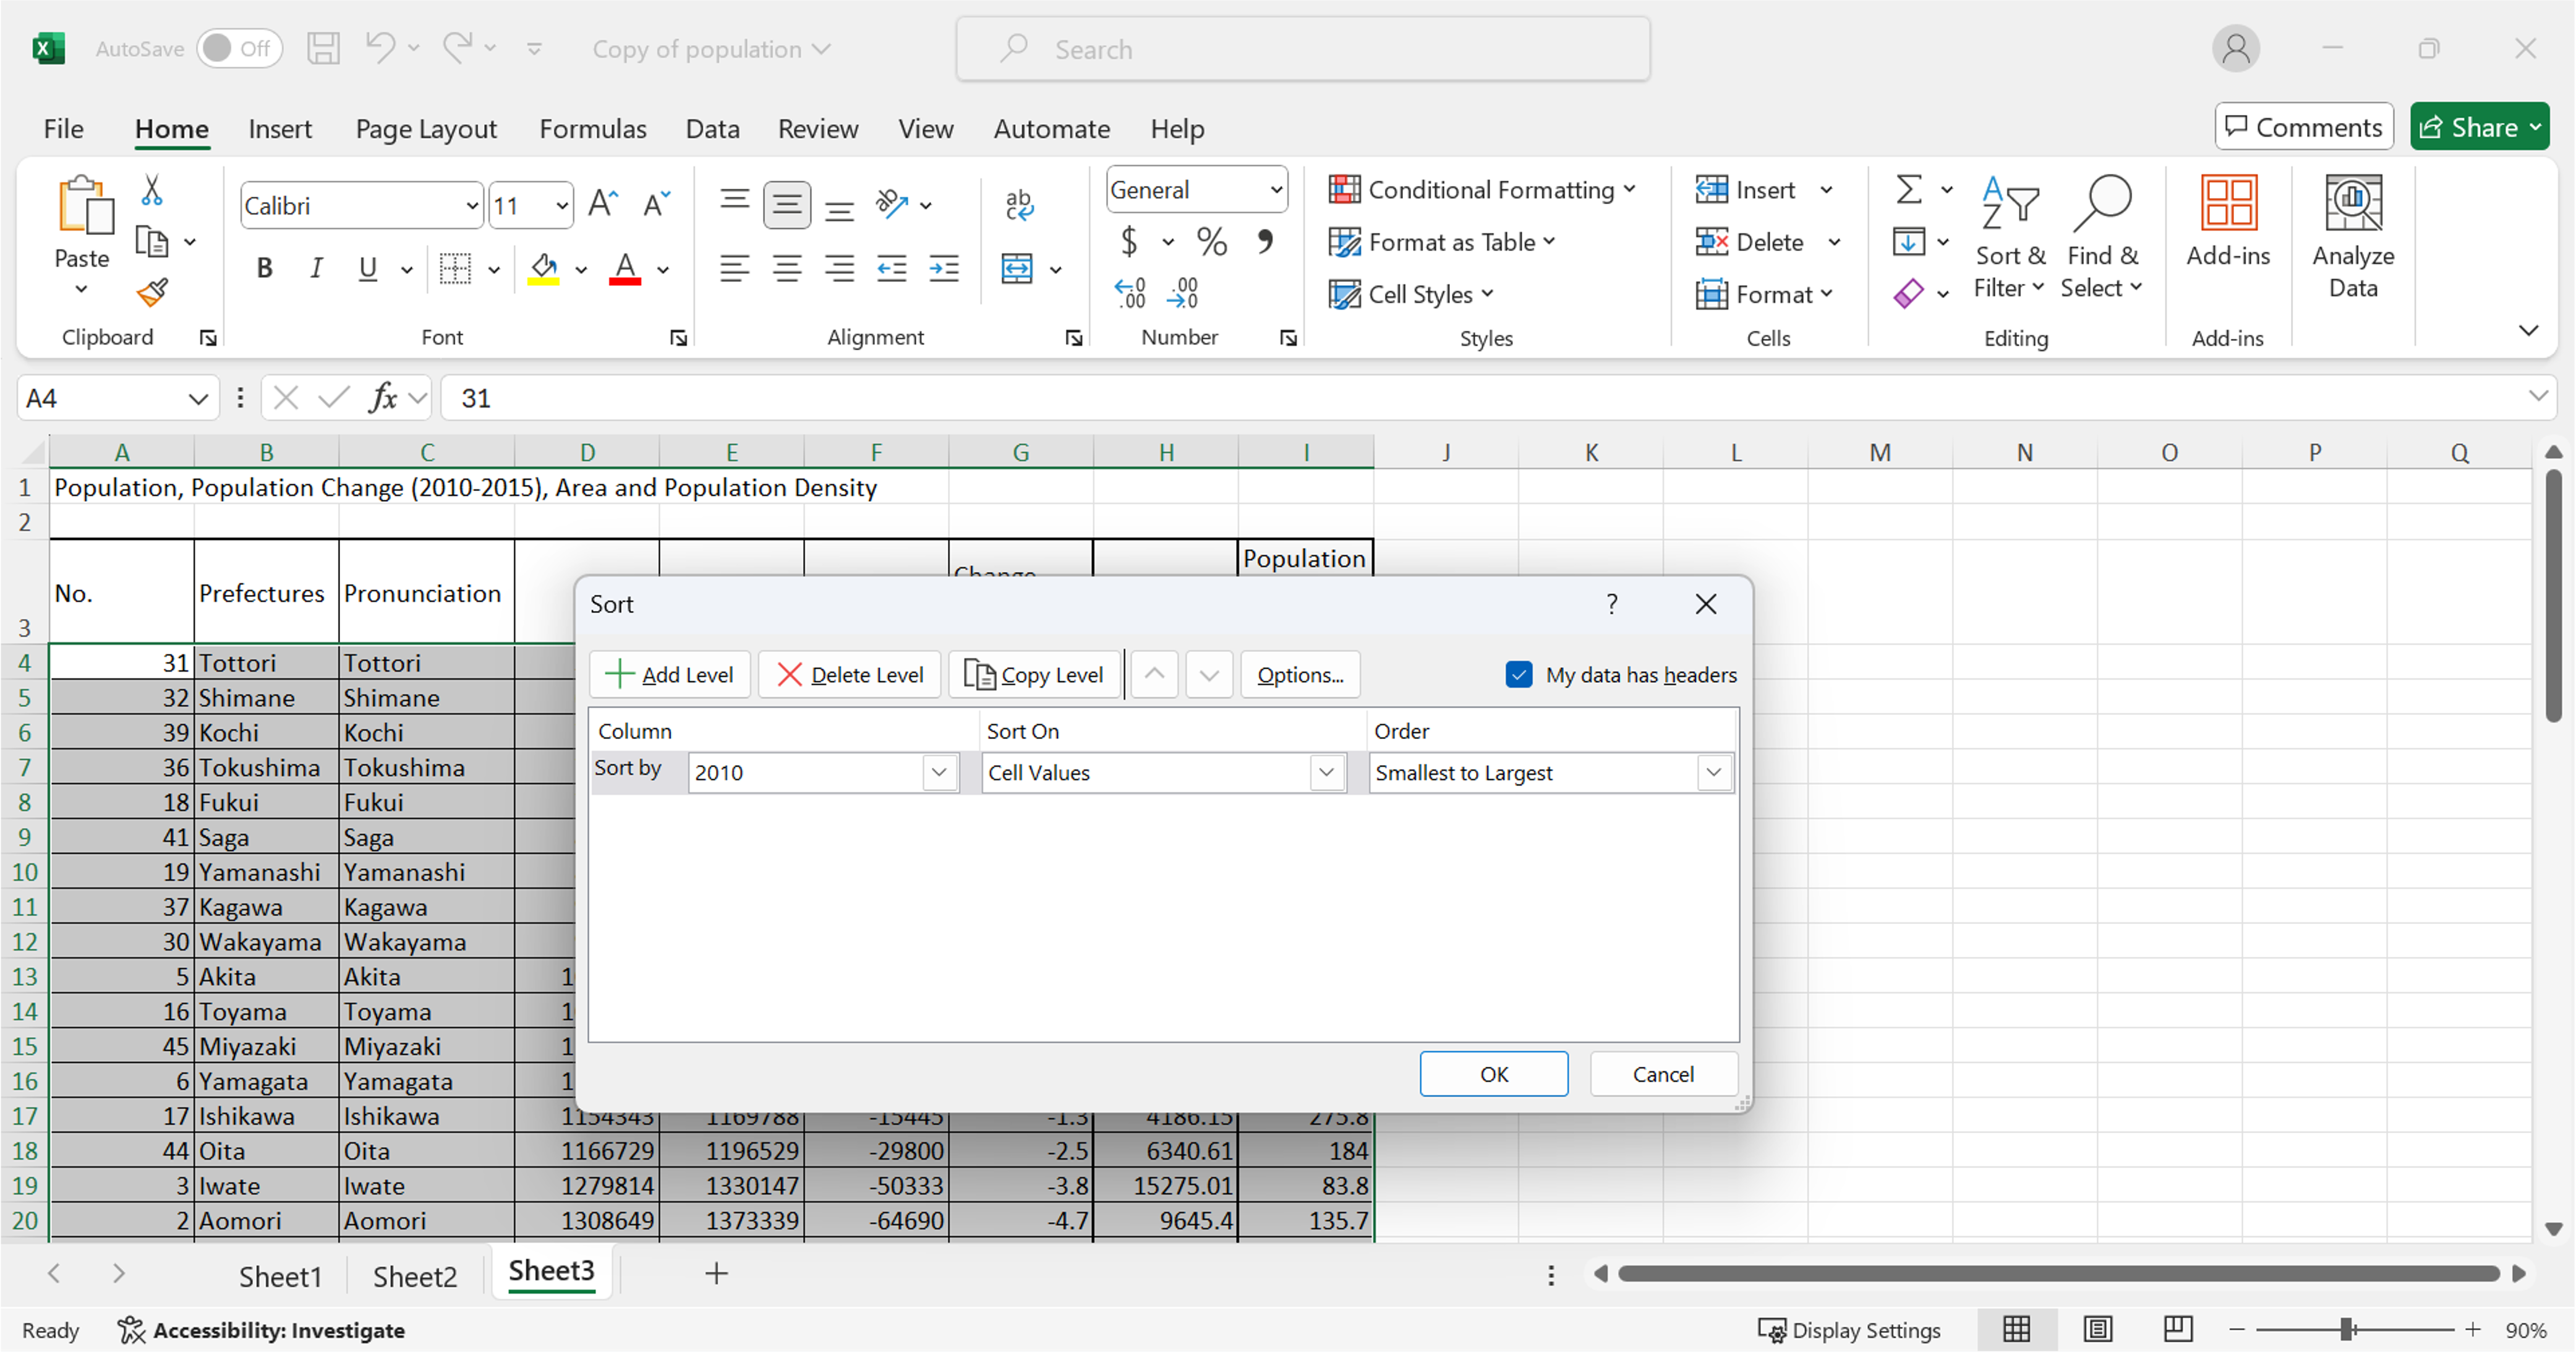 AutoSave Off Copy of population Search
File Home Insert Page Layout Formulas Data Review View Automate Help Comments Share
Paste
Clipboard
Calibri 11
B I U A
Font
ab
Alignment
General
$ % ,
Number
Conditional Formatting
Format as Table
Cell Styles
Styles
Insert
Delete
Format
Cells
Sort &
Filter
Find &
Select
Editing
Add-ins
Add-ins
Analyze
Data
A4 fx 31
A B C D E F G H I J K L M N O P Q
1 Population, Population Change (2010-2015), Area and Population Density
2
3 No. Prefectures Pronunciation Population
4 31 Tottori Tottori
5 32 Shimane Shimane
6 39 Kochi Kochi
7 36 Tokushima Tokushima
8 18 Fukui Fukui
9 41 Saga Saga
10 19 Yamanashi Yamanashi
11 37 Kagawa Kagawa
12 30 Wakayama Wakayama
13 5 Akita Akita
14 16 Toyama Toyama
15 45 Miyazaki Miyazaki
16 6 Yamagata Yamagata
17 17 Ishikawa Ishikawa 1154343 1169788 -15445 -1.3 4186.15 275.8
18 44 Oita Oita 1166729 1196529 -29800 -2.5 6340.61 184
19 3 Iwate Iwate 1279814 1330147 -50333 -3.8 15275.01 83.8
20 2 Aomori Aomori 1308649 1373339 -64690 -4.7 9645.4 135.7
Sort ?
Add Level Delete Level Copy Level Options... My data has headers
Column Sort On Order
Sort by 2010 Cell Values Smallest to Largest
OK Cancel
Sheet1 Sheet2 Sheet3
Ready Accessibility: Investigate Display Settings 90%